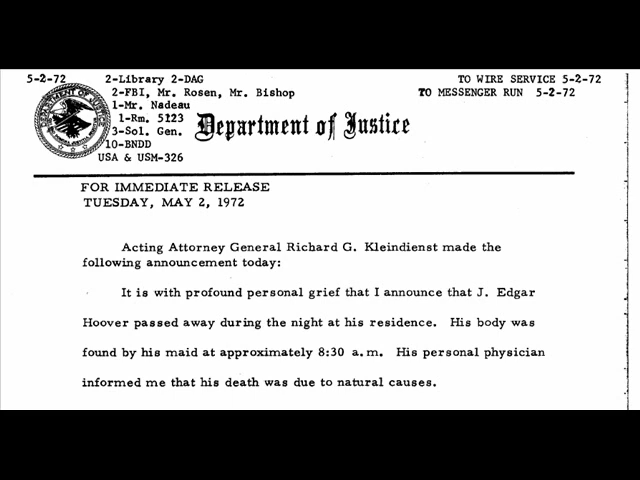 5-2-72 2-Library 2-DAG TO WIRE SERVICE 5-2-72
2-FBI, Mr. Rosen, Mr. Bishop TO MESSENGER RUN 5-2-72
1-Mr. Nadeau
1-Rm. 5123
3-Sol. Gen. Department of Justice
10-BNDD
USA & USM-326
FOR IMMEDIATE RELEASE
TUESDAY, MAY 2, 1972
Acting Attorney General Richard G. Kleindienst made the
following announcement today:
It is with profound personal grief that I announce that J. Edgar
Hoover passed away during the night at his residence. His body was
found by his maid at approximately 8:30 a.m. His personal physician
informed me that his death was due to natural causes.